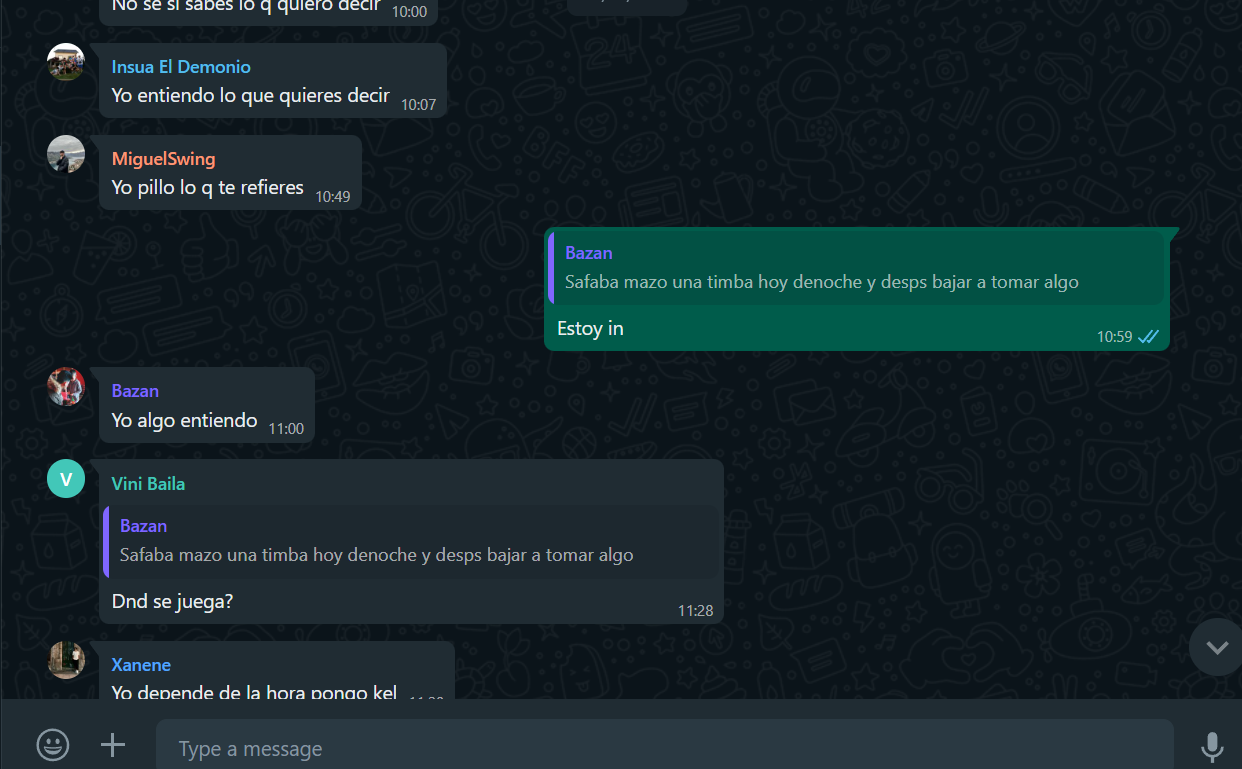 No se si sabes lo q quiero decir 10:00
Insua El Demonio
Yo entiendo lo que quieres decir 10:07
MiguelSwing
Yo pillo lo q te refieres 10:49
Bazan
Safaba mazo una timba hoy denoche y desps bajar a tomar algo
Estoy in 10:59
Bazan
Yo algo entiendo 11:00
V
Vini Baila
Bazan
Safaba mazo una timba hoy denoche y desps bajar a tomar algo
Dnd se juega? 11:28
Xanene
Yo depende de la hora pongo kel
Type a message